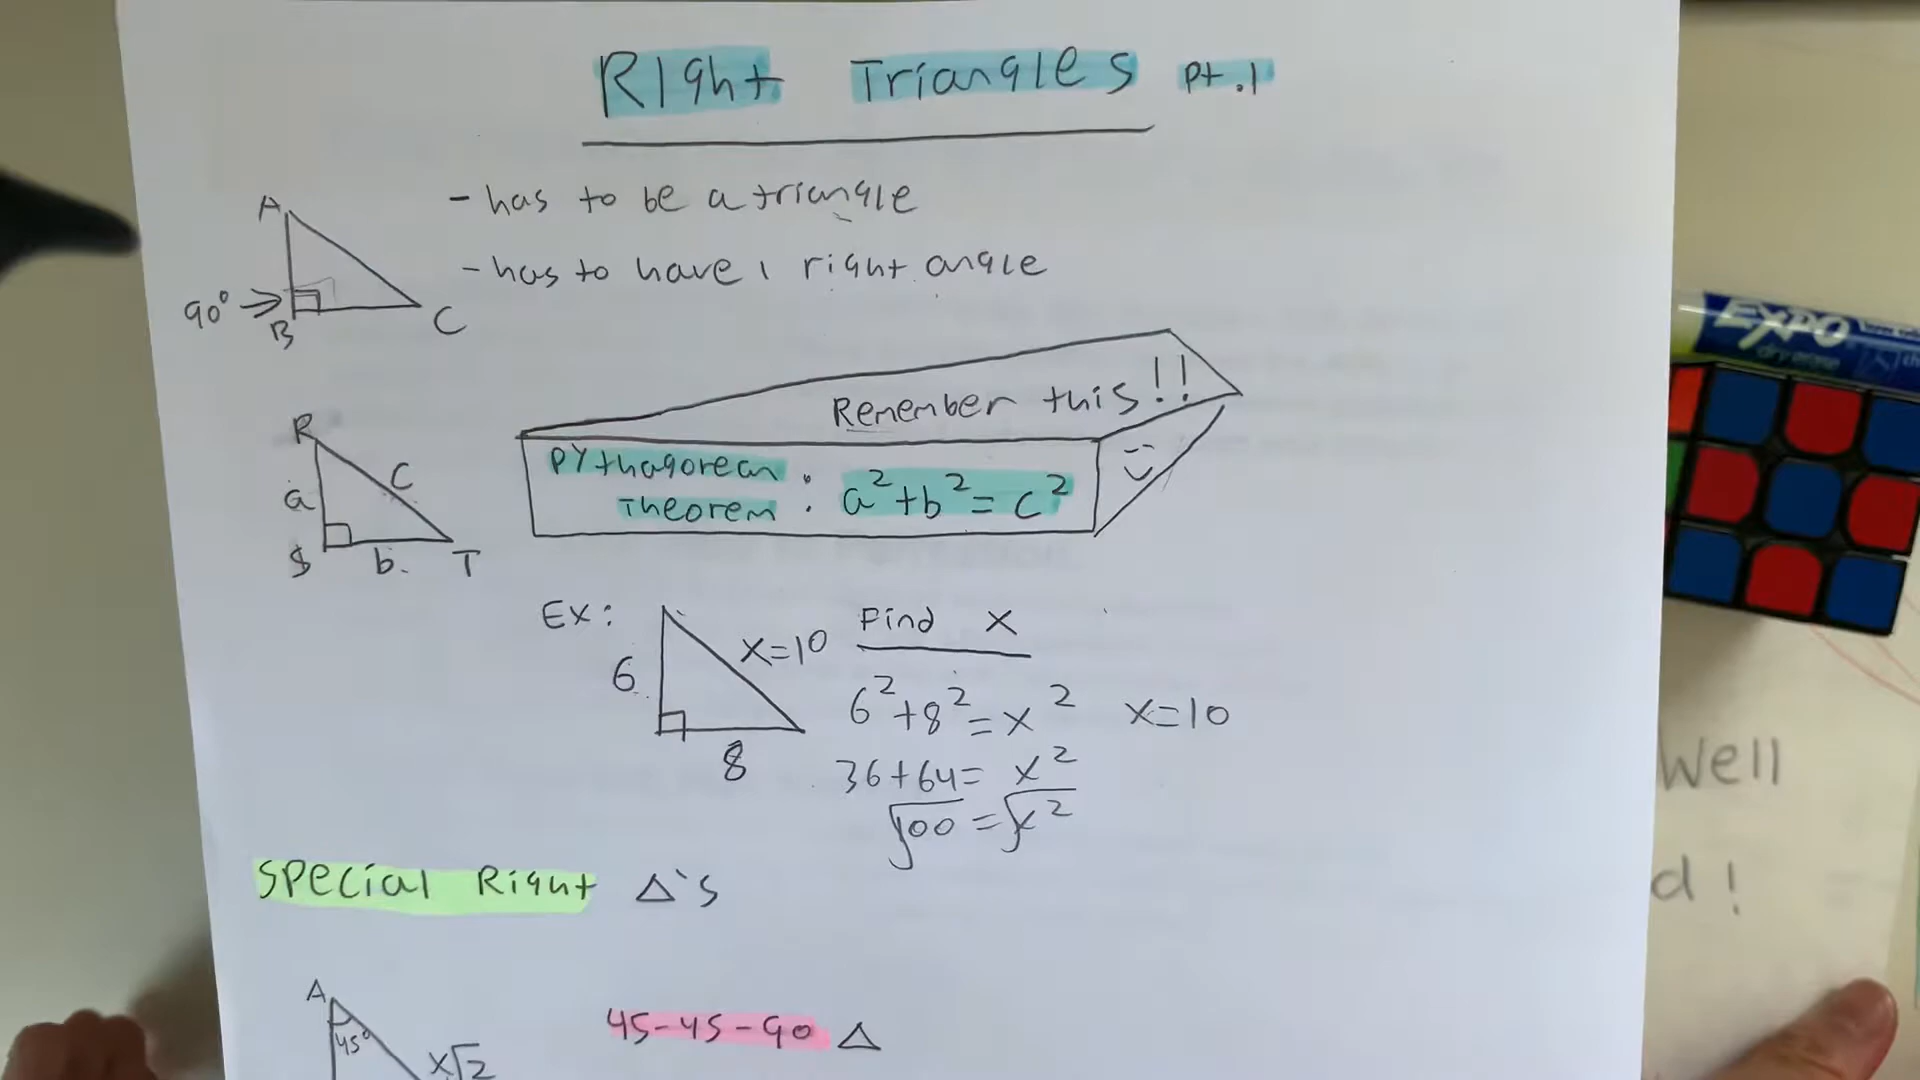 Right Triangles Pt.1
- has to be a triangle
- has to have 1 right angle
A
90° →
B
C
Remember this!!
Pythagorean
Theorem : a²+b²=c²
R
a
C
S
b
T
EX:
6
x=10
8
Find x
6²+8²=x² x=10
36+64=x²
√100=√x²
Special Right Δ's
A
45°
x√2
45-45-90 Δ
EXPO
dry erase
Well
d!